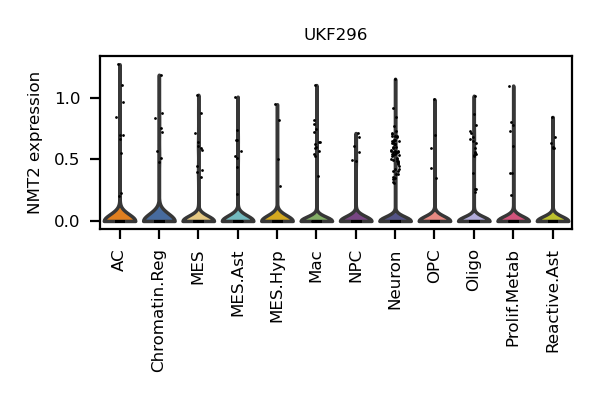 UKF296
NMT2 expression
1.0
0.5
0.0
AC
Chromatin.Reg
MES
MES.Ast
MES.Hyp
Mac
NPC
Neuron
OPC
Oligo
Prolif.Metab
Reactive.Ast